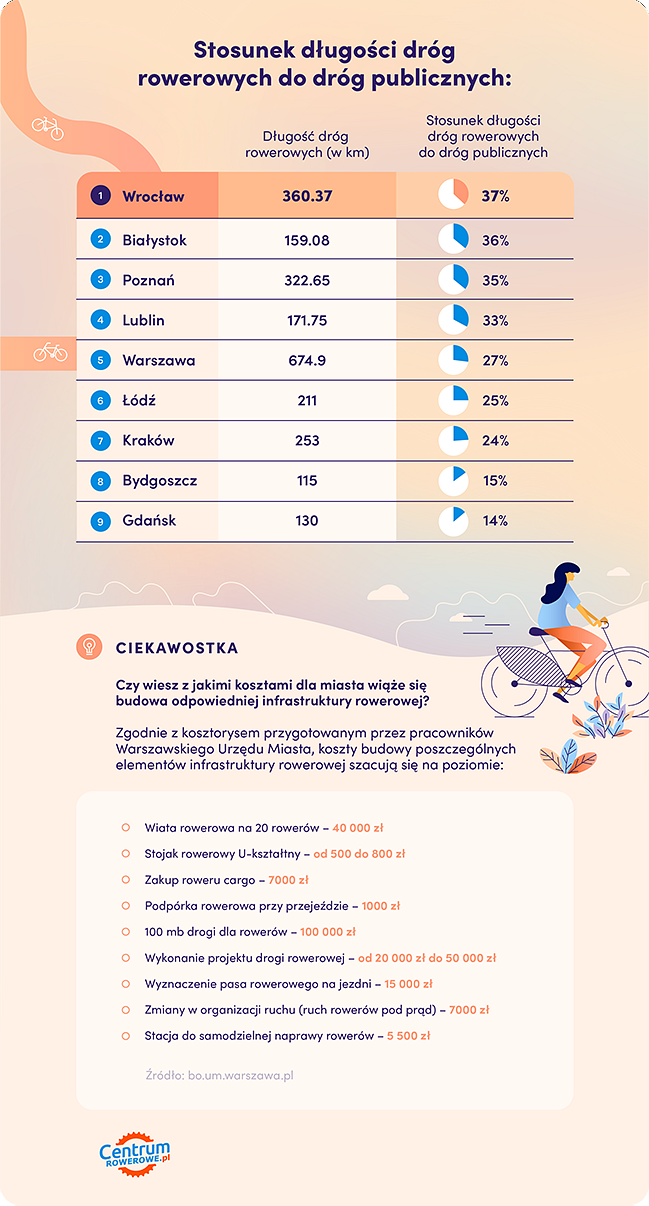 Stosunek długości dróg
rowerowych do dróg publicznych:
Długość dróg
rowerowych (w km)
Stosunek długości
dróg rowerowych
do dróg publicznych
1 Wrocław 360.37 37%
2 Białystok 159.08 36%
3 Poznań 322.65 35%
4 Lublin 171.75 33%
5 Warszawa 674.9 27%
6 Łódź 211 25%
7 Kraków 253 24%
8 Bydgoszcz 115 15%
9 Gdańsk 130 14%
CIEKAWOSTKA
Czy wiesz z jakimi kosztami dla miasta wiąże się
budowa odpowiedniej infrastruktury rowerowej?
Zgodnie z kosztorysem przygotowanym przez pracowników
Warszawskiego Urzędu Miasta, koszty budowy poszczególnych
elementów infrastruktury rowerowej szacują się na poziomie:
Wiata rowerowa na 20 rowerów – 40 000 zł
Stojak rowerowy U-kształtny – od 500 do 800 zł
Zakup roweru cargo – 7000 zł
Podpórka rowerowa przy przejeździe – 1000 zł
100 mb drogi dla rowerów – 100 000 zł
Wykonanie projektu drogi rowerowej – od 20 000 zł do 50 000 zł
Wyznaczenie pasa rowerowego na jezdni – 15 000 zł
Zmiany w organizacji ruchu (ruch rowerów pod prąd) – 7000 zł
Stacja do samodzielnej naprawy rowerów – 5 500 zł
Źródło: bo.um.warszawa.pl
Centrum
ROWEROWE.pl